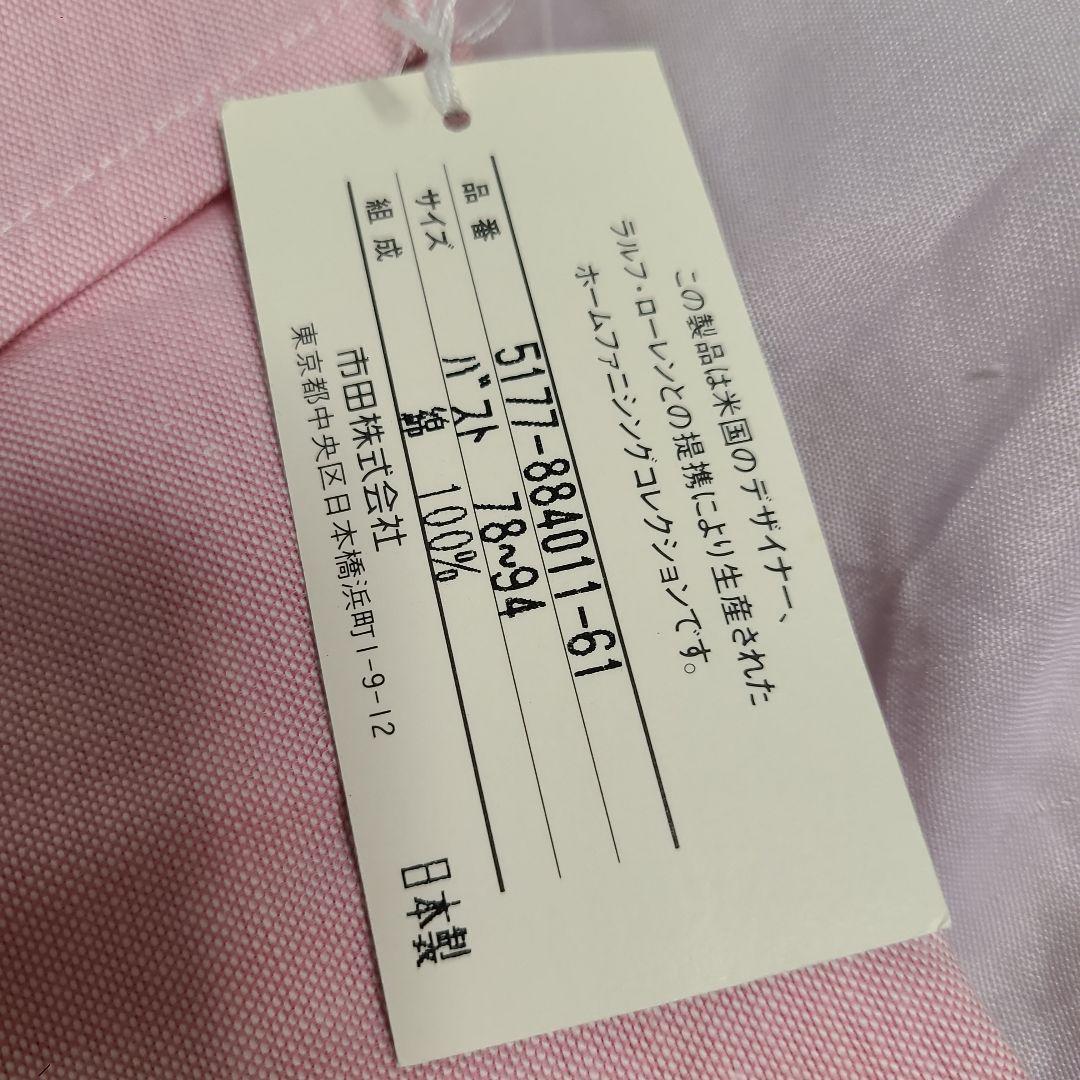 この製品は米国のデザイナー、
ラルフ・ローレンとの提携により生産された
ホームファニシングコレクションです。
品番 5177-884011-61
サイズ バスト 78~94
組成 綿 100%
市田株式会社
東京都中央区日本橋浜町1-9-12
日本製